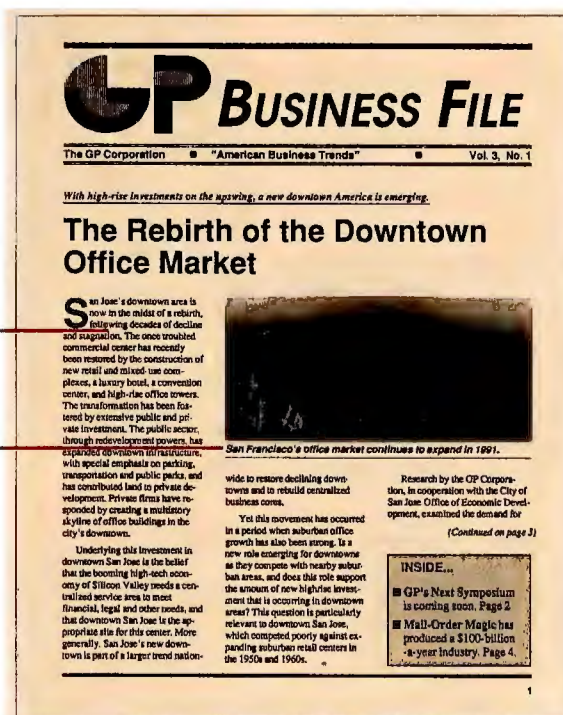 GP BUSINESS FILE
The GP Corporation ■ "American Business Trends" ■ Vol. 3, No. 1
With high-rise investments on the upswing, a new downtown America is emerging.
The Rebirth of the Downtown
Office Market
San Jose's downtown area is
now in the midst of a rebirth,
following decades of decline
and stagnation. The once troubled
commercial center has recently
been restored by the construction of
new retail and mixed-use com-
plexes, a luxury hotel, a convention
center, and high-rise office towers.
The transformation has been fos-
tered by extensive public and pri-
vate investment. The public sector,
through redevelopment powers, has
expanded downtown infrastructure,
with special emphasis on parking,
transportation and public parks, and
has contributed land to private de-
velopment. Private firms have re-
sponded by creating a multistory
skyline of office buildings in the
city's downtown.
Underlying this investment in
downtown San Jose is the belief
that the booming high-tech econ-
omy of Silicon Valley needs a cen-
tralized service area to meet
financial, legal and other needs, and
that downtown San Jose is the ap-
propriate site for this center. More
generally, San Jose's new down-
town is part of a larger trend nation-
San Francisco's office market continues to expand in 1991.
wide to restore declining down-
towns and to rebuild centralized
business cores.
Yet this movement has occurred
in a period when suburban office
growth has also been strong. Is a
new role emerging for downtowns
as they compete with nearby subur-
ban areas, and does this role support
the amount of new highrise invest-
ment that is occurring in downtown
areas? This question is particularly
relevant to downtown San Jose,
which competed poorly against ex-
panding suburban retail centers in
the 1950s and 1960s.
Research by the GP Corpora-
tion, in cooperation with the City of
San Jose Office of Economic Devel-
opment, examined the demand for
(Continued on page 3)
INSIDE...
■ GP's Next Symposium
is coming soon. Page 2
■ Mail-Order Magic has
produced a $100-billion
-a-year industry. Page 4.
1